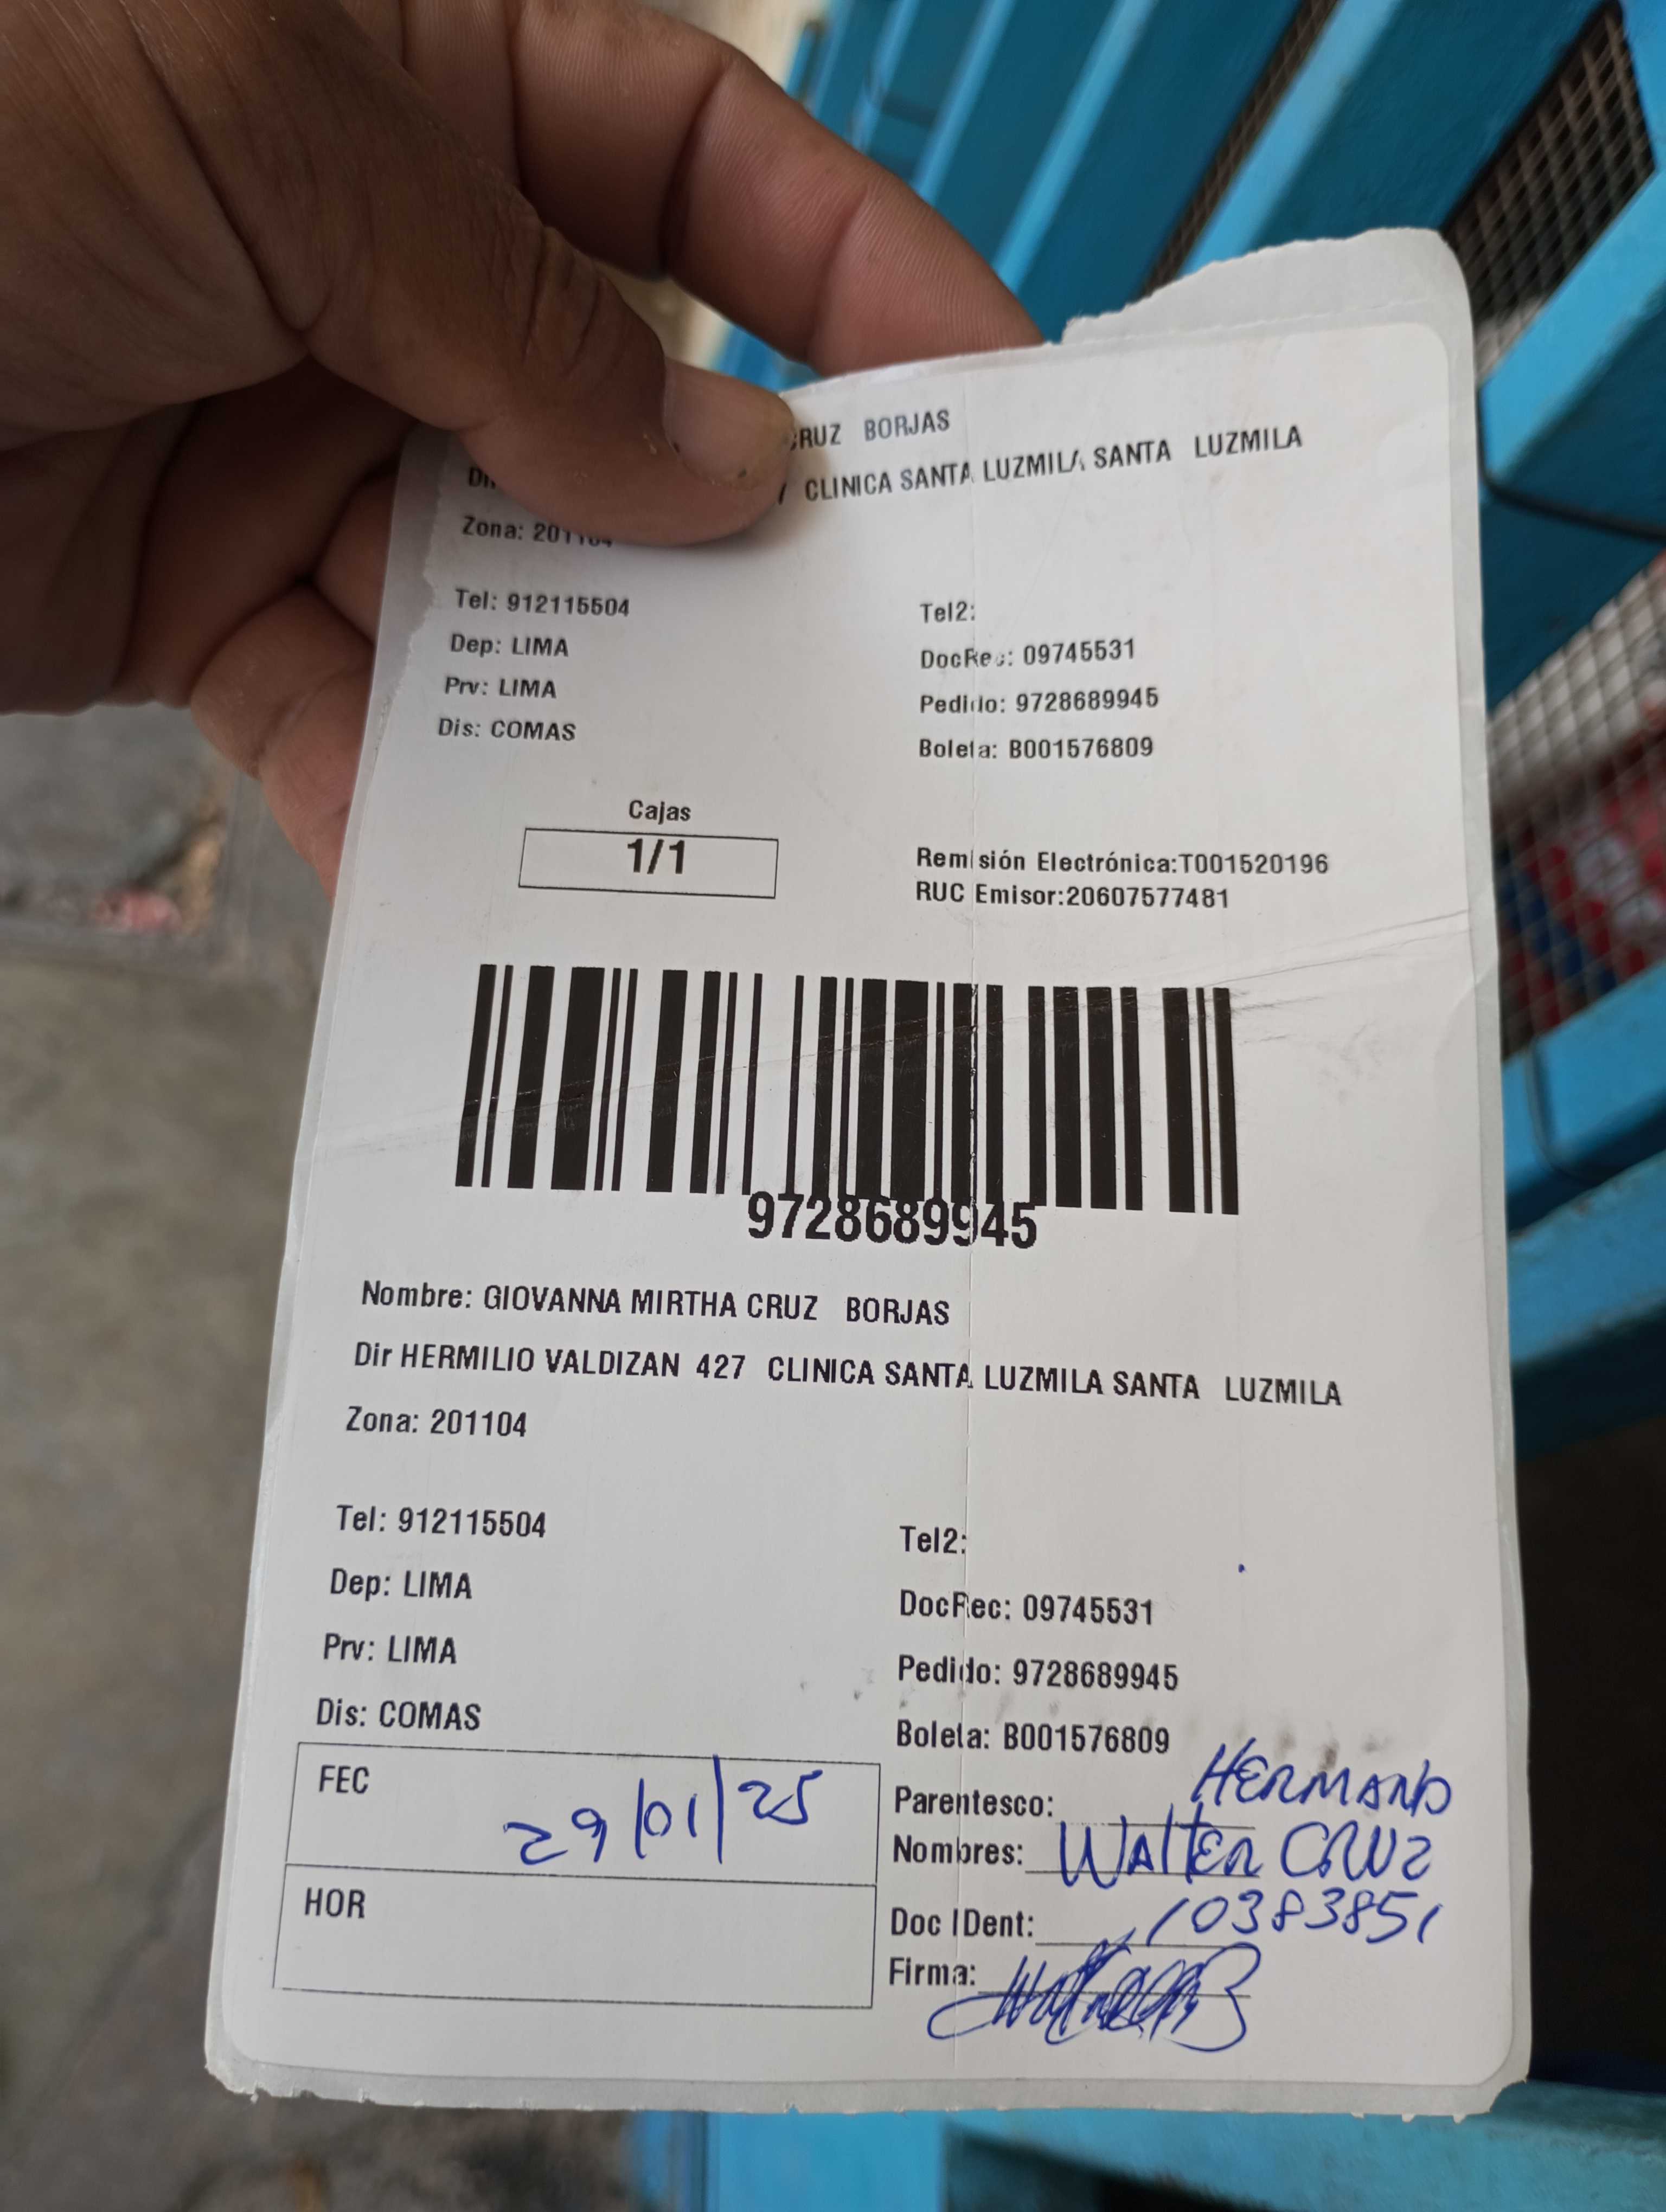 CRUZ BORJAS
CLINICA SANTA LUZMILA SANTA LUZMILA
Zona: 201104
Tel: 912115504
Tel2:
Dep: LIMA
DocRec: 09745531
Prv: LIMA
Pedido: 9728689945
Dis: COMAS
Boleta: B001576809
Cajas
1/1
Remisión Electrónica:T001520196
RUC Emisor:20607577481
9728689945
Nombre: GIOVANNA MIRTHA CRUZ BORJAS
Dir HERMILIO VALDIZAN 427 CLINICA SANTA LUZMILA SANTA LUZMILA
Zona: 201104
Tel: 912115504
Tel2:
Dep: LIMA
DocRec: 09745531
Prv: LIMA
Pedido: 9728689945
Dis: COMAS
Boleta: B001576809
FEC 29/01/25
Parentesco: HERMANO
Nombres: WALTER CRUZ
HOR
Doc IDent: 10383851
Firma: